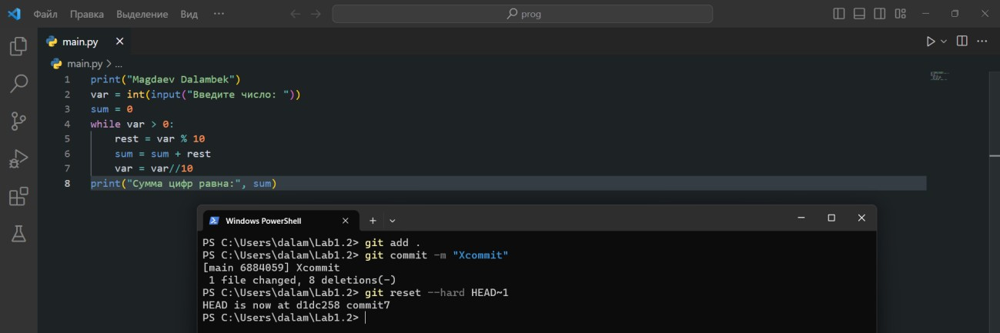 Файл Правка Выделение Вид ··· prog
main.py
main.py > ...
1 print("Magdaev Dalambek")
2 var = int(input("Введите число: "))
3 sum = 0
4 while var > 0:
5 rest = var % 10
6 sum = sum + rest
7 var = var//10
8 print("Сумма цифр равна:", sum)
Windows PowerShell
PS C:\Users\dalam\Lab1.2> git add .
PS C:\Users\dalam\Lab1.2> git commit -m "Xcommit"
[main 6884059] Xcommit
1 file changed, 8 deletions(-)
PS C:\Users\dalam\Lab1.2> git reset --hard HEAD~1
HEAD is now at d1dc258 commit7
PS C:\Users\dalam\Lab1.2>